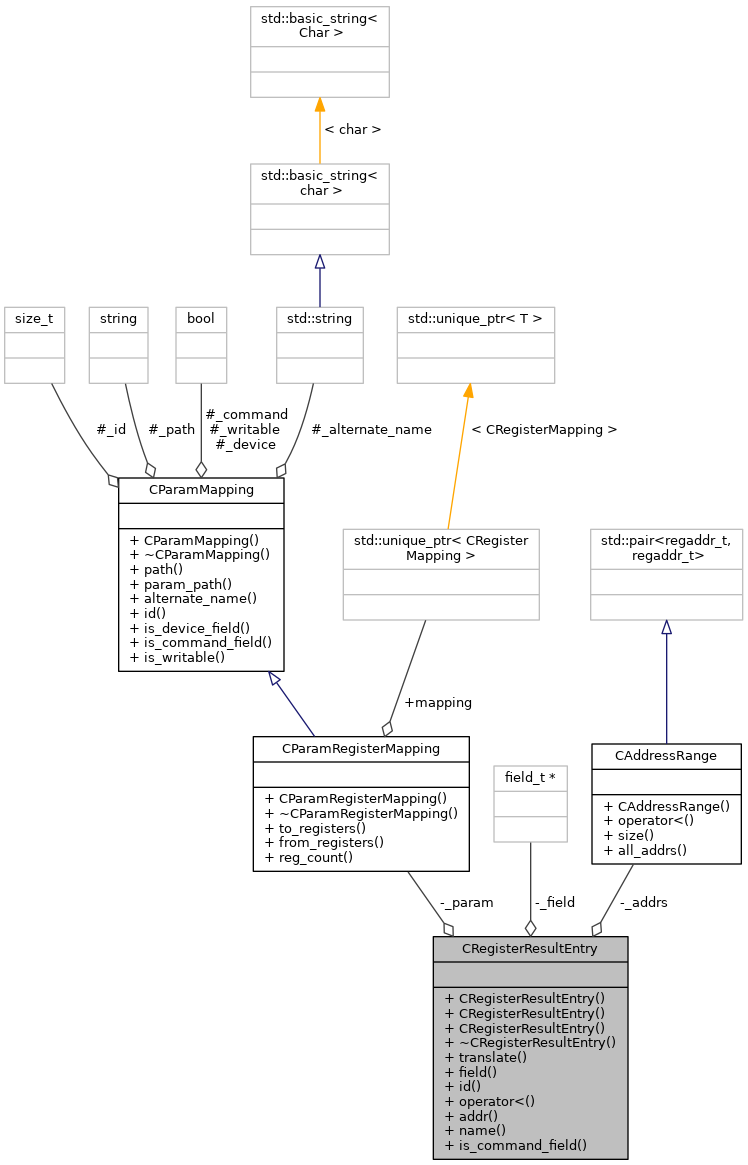 std::basic_string<
Char >
< char >
std::basic_string<
char >
size_t
string
bool
std::string
std::unique_ptr< T >
#_id
#_path
#_command
#_writable
#_device
#_alternate_name
< CRegisterMapping >
CParamMapping
+ CParamMapping()
+ ~CParamMapping()
+ path()
+ param_path()
+ alternate_name()
+ id()
+ is_device_field()
+ is_command_field()
+ is_writable()
std::unique_ptr< CRegister
Mapping >
std::pair<regaddr_t,
regaddr_t>
+mapping
CParamRegisterMapping
+ CParamRegisterMapping()
+ ~CParamRegisterMapping()
+ to_registers()
+ from_registers()
+ reg_count()
field_t *
CAddressRange
+ CAddressRange()
+ operator<()
+ size()
+ all_addrs()
-_param
-_field
-_addrs
CRegisterResultEntry
+ CRegisterResultEntry()
+ CRegisterResultEntry()
+ CRegisterResultEntry()
+ ~CRegisterResultEntry()
+ translate()
+ field()
+ id()
+ operator<()
+ addr()
+ name()
+ is_command_field()